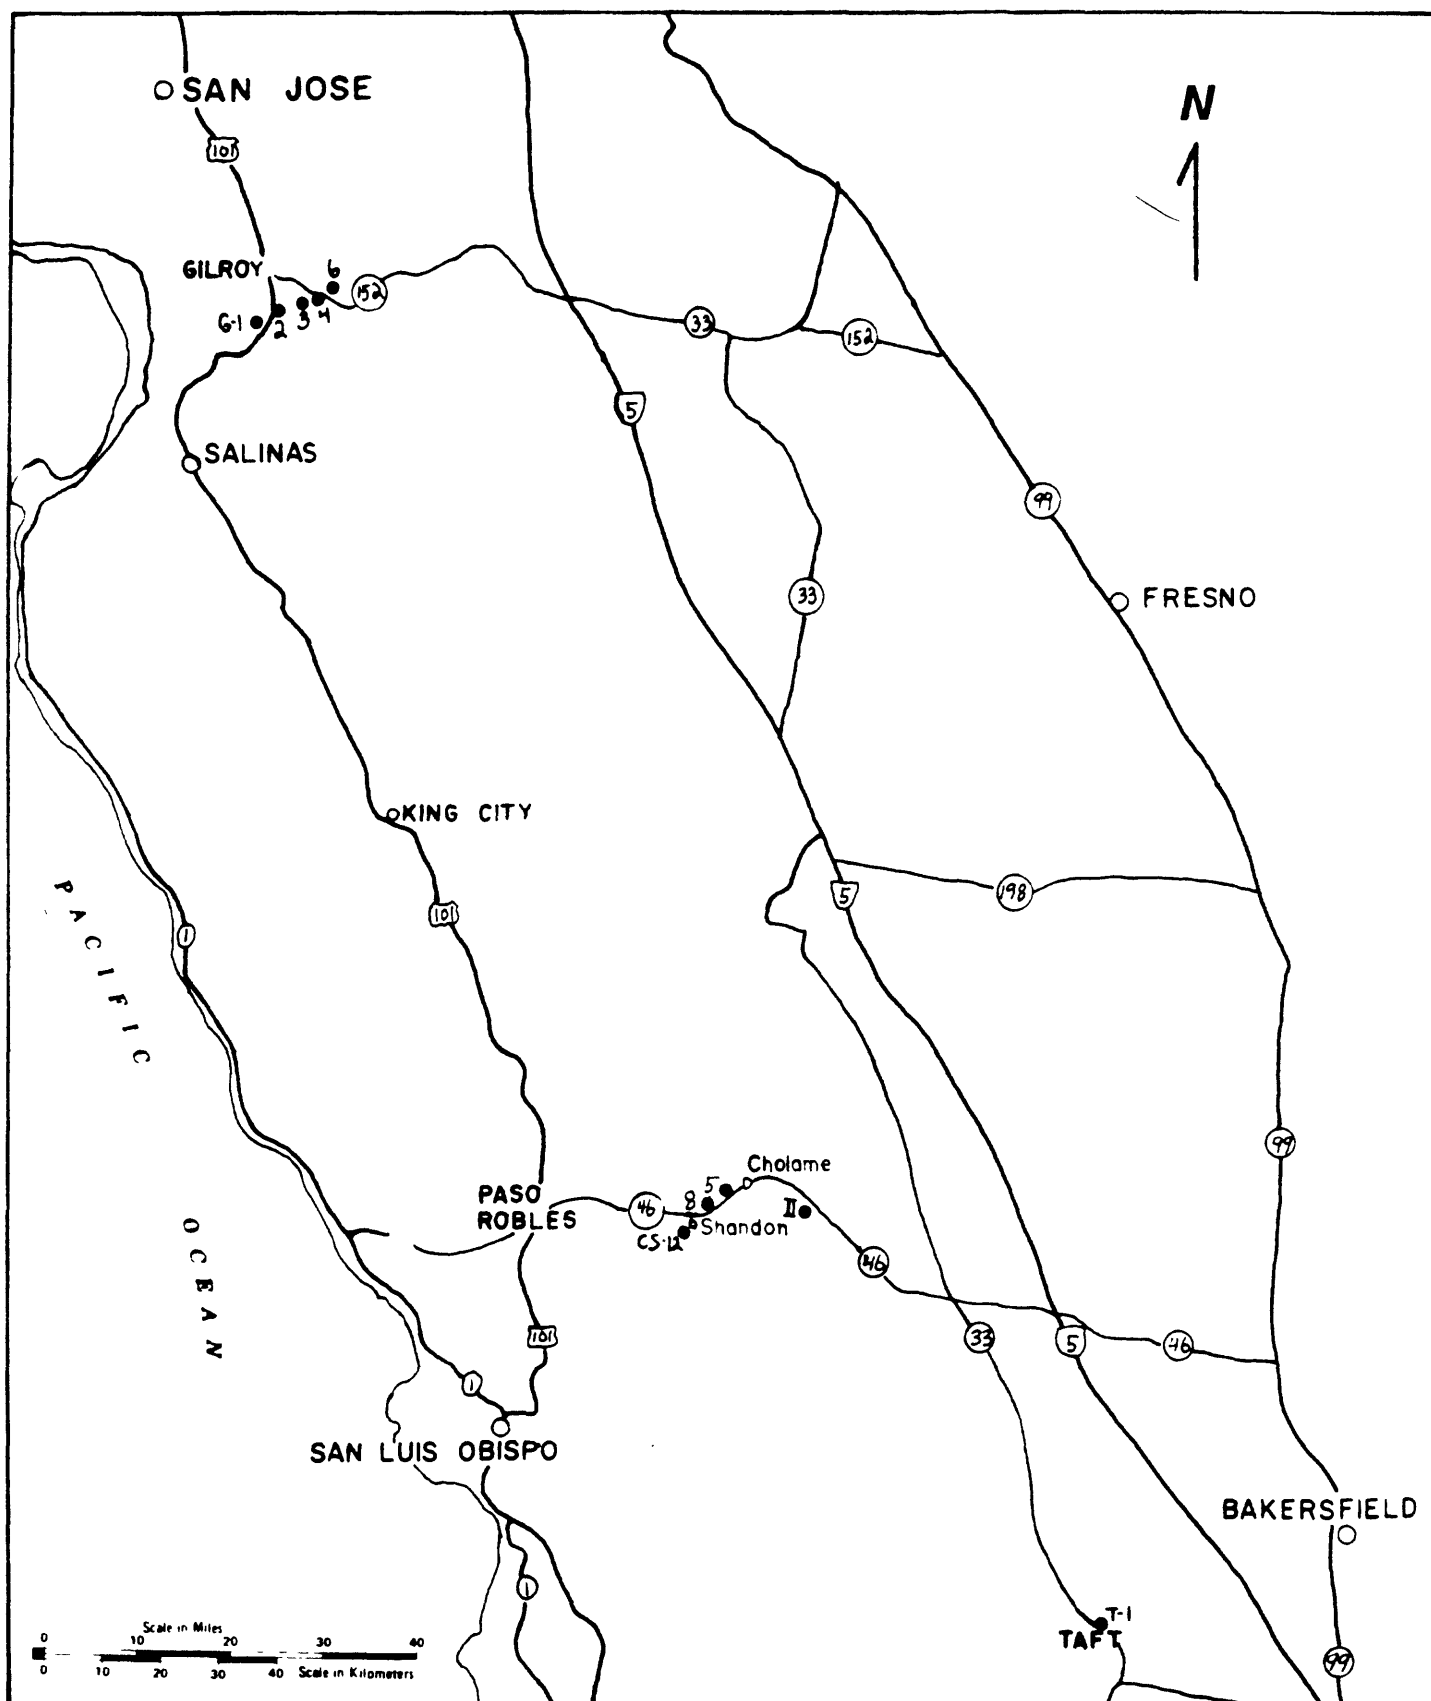 SAN JOSE
N
101
GILROY
6
152
G-1
2
3
4
33
152
5
SALINAS
99
33
FRESNO
KING CITY
5
198
101
PACIFIC
1
99
Cholame
PASO
ROBLES
46
8
5
II
Shandon
CS-12
46
OCEAN
101
33
5
46
1
SAN LUIS OBISPO
BAKERSFIELD
1
T-1
TAFT
99
Scale in Miles
0 10 20 30 40
0 10 20 30 40 Scale in Kilometers